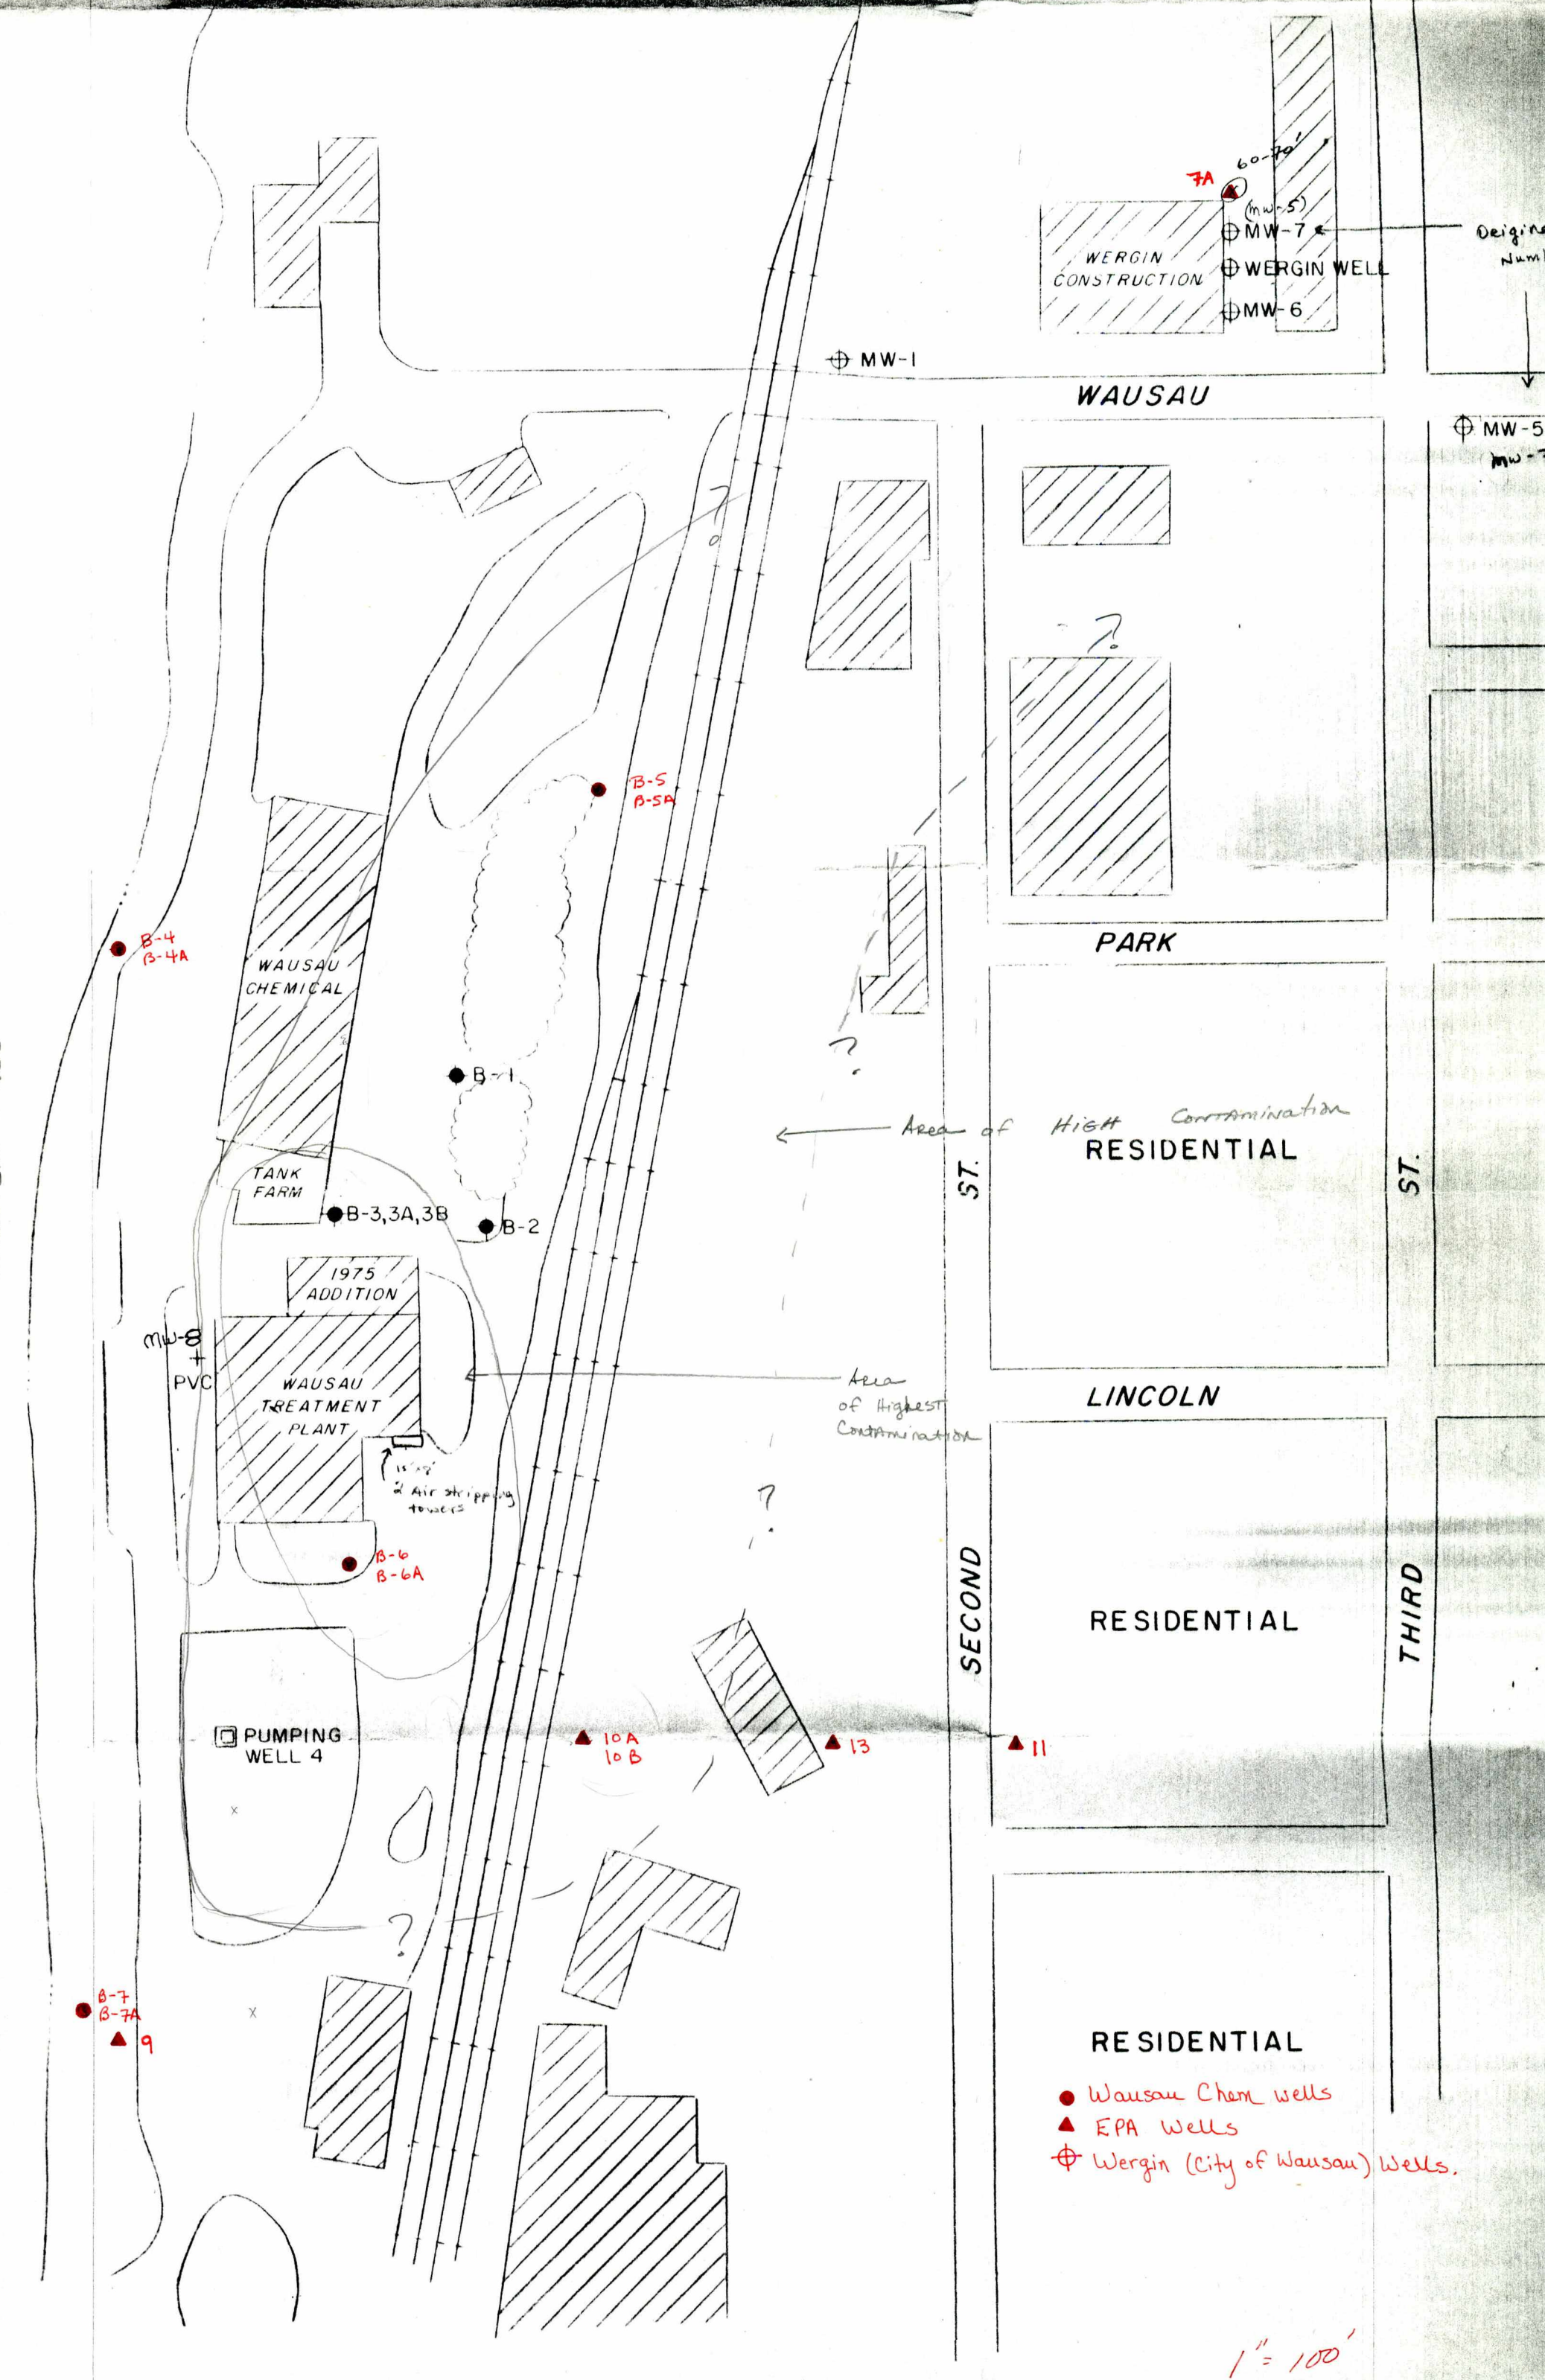 60-70'
7A
(MW-5)
MW-7
WERGIN
CONSTRUCTION
WERGIN WELL
MW-6
MW-1
WAUSAU
MW-5
?
?
B-5
B-5A
PARK
B-4
B-4A
WAUSAU
CHEMICAL
?
B-1
Area of HIGH Contamination
RESIDENTIAL
ST.
ST.
TANK
FARM
B-3,3A,3B
B-2
1975
ADDITION
MW-8
PVC
WAUSAU
TREATMENT
PLANT
Area
of Highest
Contamination
LINCOLN
2 Air stripping
towers
?
B-6
B-6A
SECOND
RESIDENTIAL
THIRD
PUMPING
WELL 4
10A
10B
13
11
?
B-7
B-7A
9
RESIDENTIAL
Wausau Chem wells
EPA Wells
Wergin (City of Wausau) Wells.
1" = 100'